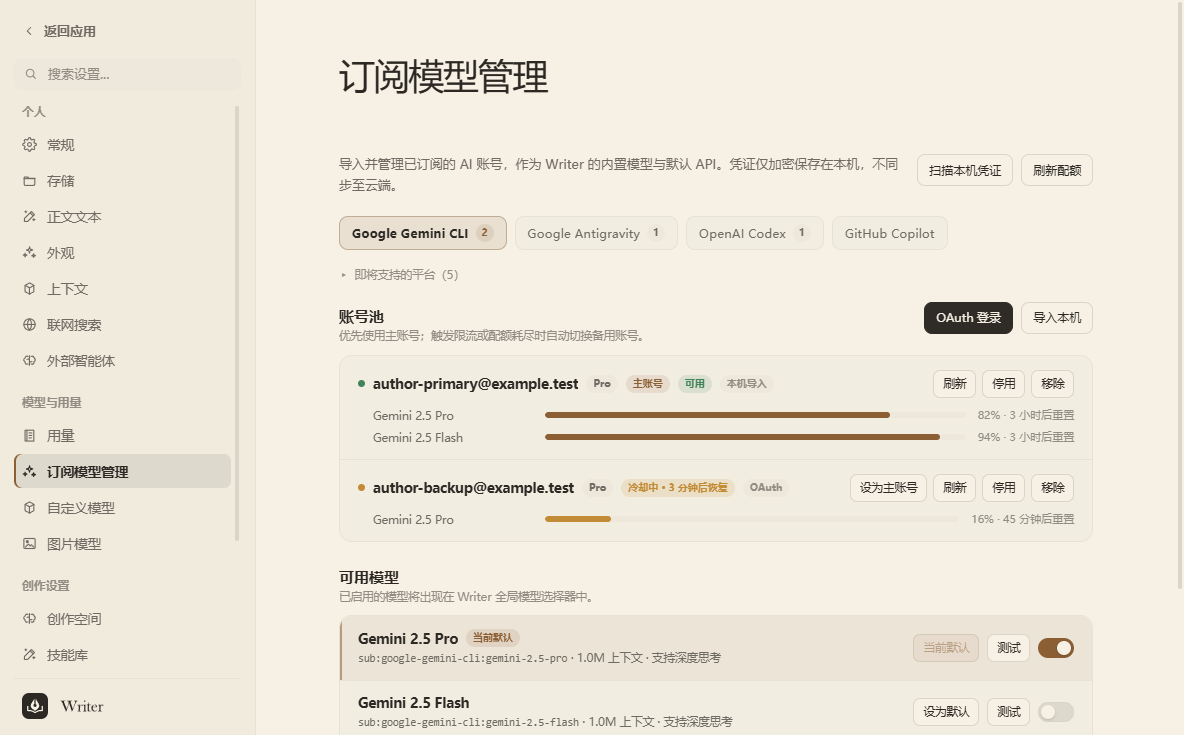 返回应用
搜索设置...
个人
常规
存储
正文文本
外观
上下文
联网搜索
外部智能体
模型与用量
用量
订阅模型管理
自定义模型
图片模型
创作设置
创作空间
技能库
Writer
订阅模型管理
导入并管理已订阅的 AI 账号，作为 Writer 的内置模型与默认 API。凭证仅加密保存在本机，不同
步至云端。
扫描本机凭证 刷新配额
Google Gemini CLI 2 Google Antigravity 1 OpenAI Codex 1 GitHub Copilot
即将支持的平台（5）
账号池
优先使用主账号；触发限流或配额耗尽时自动切换备用账号。
OAuth 登录 导入本机
author-primary@example.test Pro 主账号 可用 本机导入 刷新 停用 移除
Gemini 2.5 Pro 82% · 3 小时后重置
Gemini 2.5 Flash 94% · 3 小时后重置
author-backup@example.test Pro 冷却中 • 3 分钟后恢复 OAuth 设为主账号 刷新 停用 移除
Gemini 2.5 Pro 16% · 45 分钟后重置
可用模型
已启用的模型将出现在 Writer 全局模型选择器中。
Gemini 2.5 Pro 当前默认
sub:google-gemini-cli:gemini-2.5-pro · 1.0M 上下文 · 支持深度思考
当前默认 测试
Gemini 2.5 Flash
sub:google-gemini-cli:gemini-2.5-flash · 1.0M 上下文 · 支持深度思考
设为默认 测试